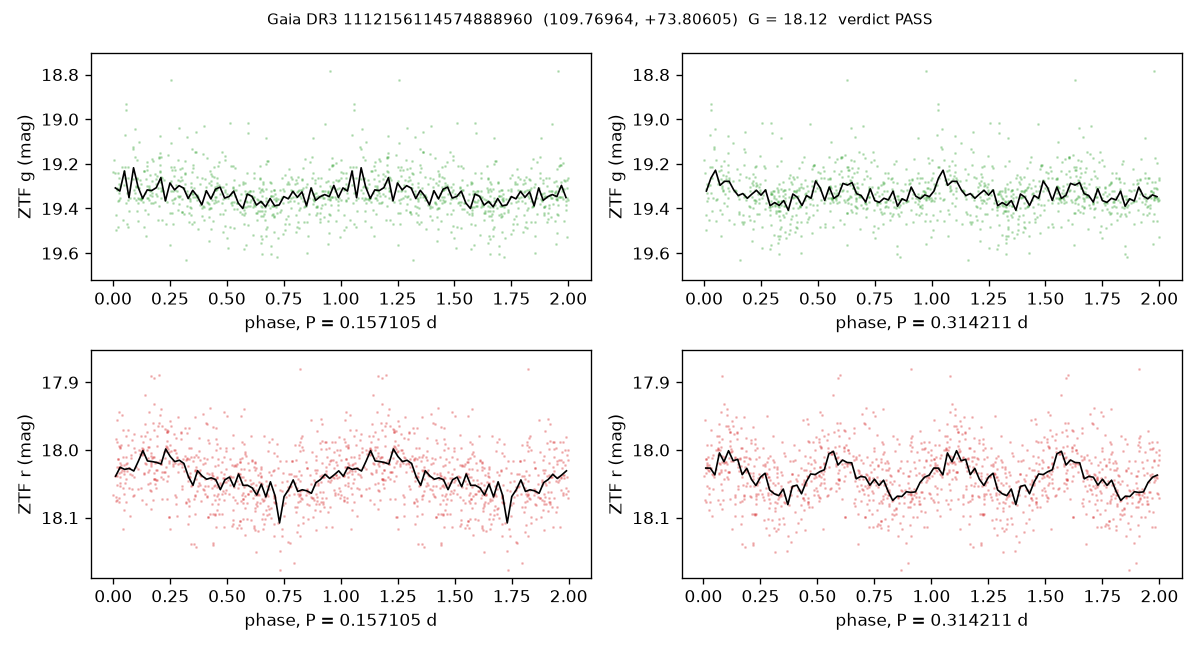 Gaia DR3 1112156114574888960  (109.76964, +73.80605)  G = 18.12  verdict PASS
ZTF g (mag)
18.8
19.0
19.2
19.4
19.6
0.00 0.25 0.50 0.75 1.00 1.25 1.50 1.75 2.00
phase, P = 0.157105 d
ZTF g (mag)
18.8
19.0
19.2
19.4
19.6
0.00 0.25 0.50 0.75 1.00 1.25 1.50 1.75 2.00
phase, P = 0.314211 d
ZTF r (mag)
17.9
18.0
18.1
0.00 0.25 0.50 0.75 1.00 1.25 1.50 1.75 2.00
phase, P = 0.157105 d
ZTF r (mag)
17.9
18.0
18.1
0.00 0.25 0.50 0.75 1.00 1.25 1.50 1.75 2.00
phase, P = 0.314211 d